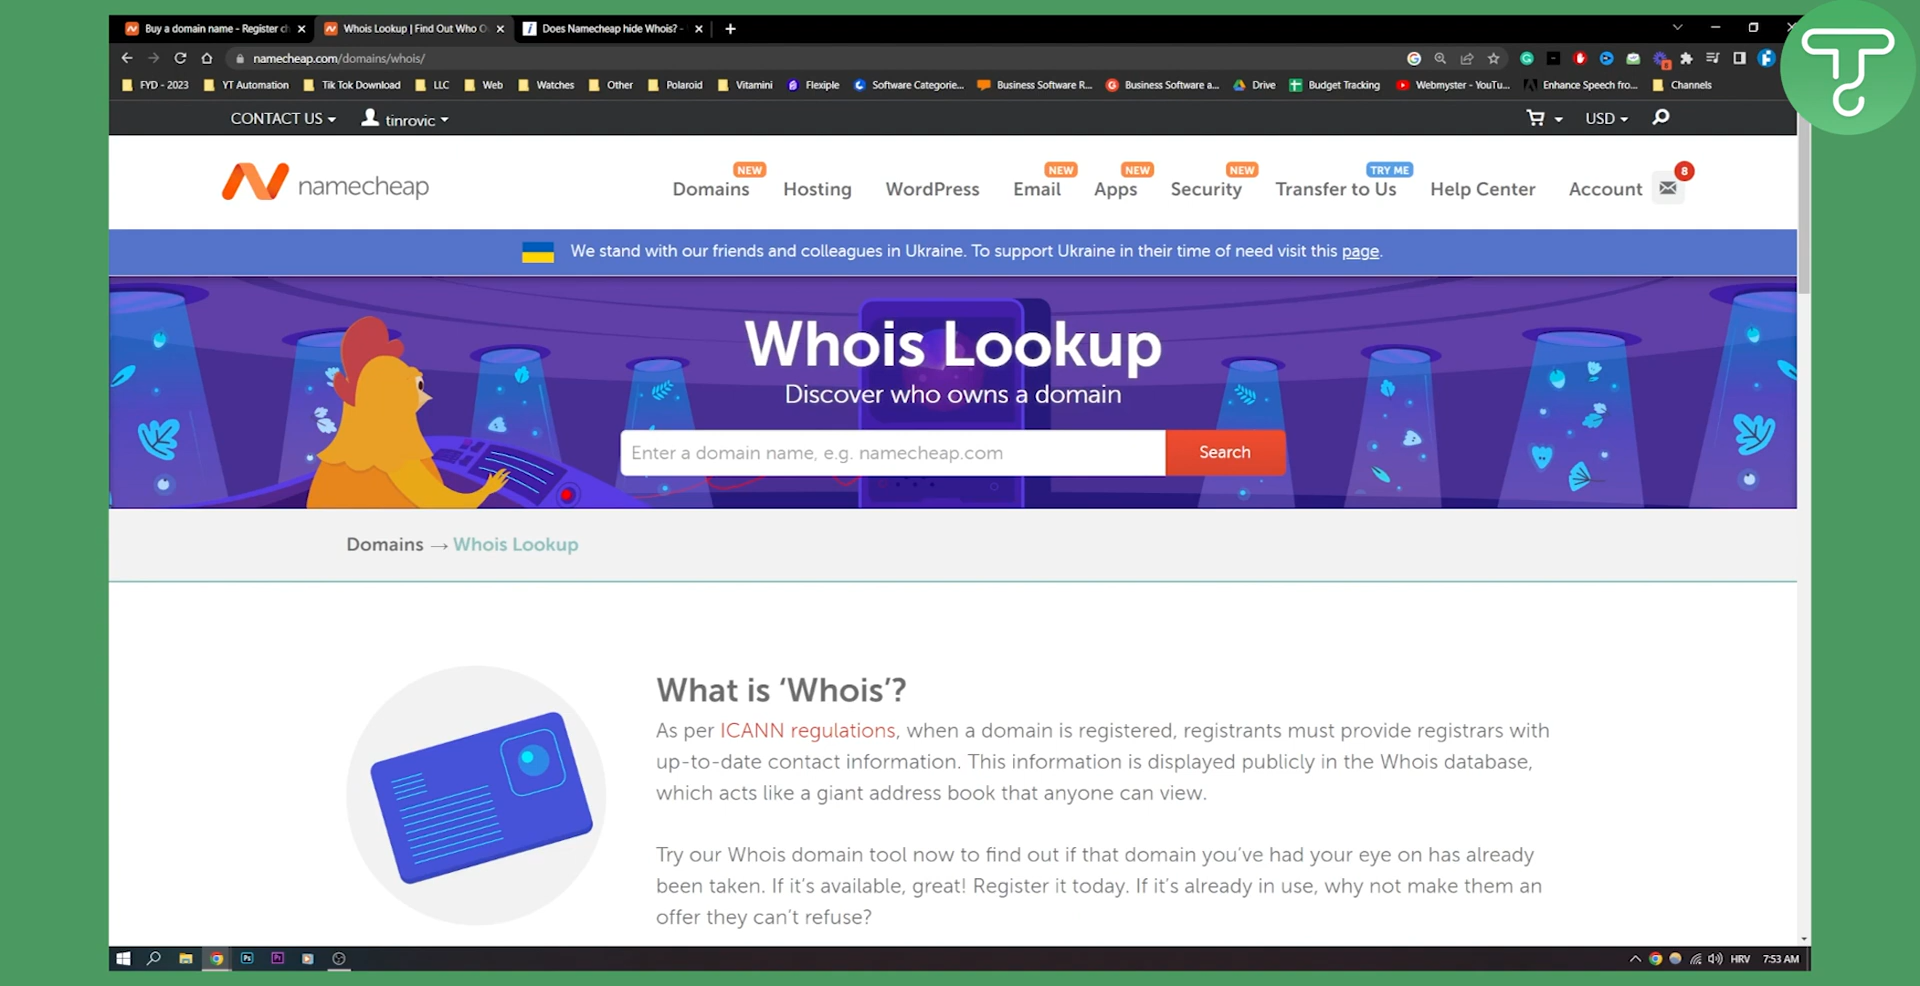 Buy a domain name - Register ch
Whois Lookup | Find Out Who O
Does Namecheap hide Whois? -
namecheap.com/domains/whois/
FYD - 2023
YT Automation
Tik Tok Download
LLC
Web
Watches
Other
Polaroid
Vitamini
Flexiple
Software Categorie...
Business Software R...
Business Software a...
Drive
Budget Tracking
Webmyster - YouTu...
Enhance Speech fro...
Channels
CONTACT US
tinrovic
USD
namecheap
NEW
NEW
NEW
NEW
TRY ME
8
Domains
Hosting
WordPress
Email
Apps
Security
Transfer to Us
Help Center
Account
We stand with our friends and colleagues in Ukraine. To support Ukraine in their time of need visit this page.
Whois Lookup
Discover who owns a domain
Enter a domain name, e.g. namecheap.com
Search
Domains → Whois Lookup
What is ‘Whois’?
As per ICANN regulations, when a domain is registered, registrants must provide registrars with
up-to-date contact information. This information is displayed publicly in the Whois database,
which acts like a giant address book that anyone can view.
Try our Whois domain tool now to find out if that domain you’ve had your eye on has already
been taken. If it’s available, great! Register it today. If it’s already in use, why not make them an
offer they can’t refuse?
Ps
Pr
HRV
7:53 AM